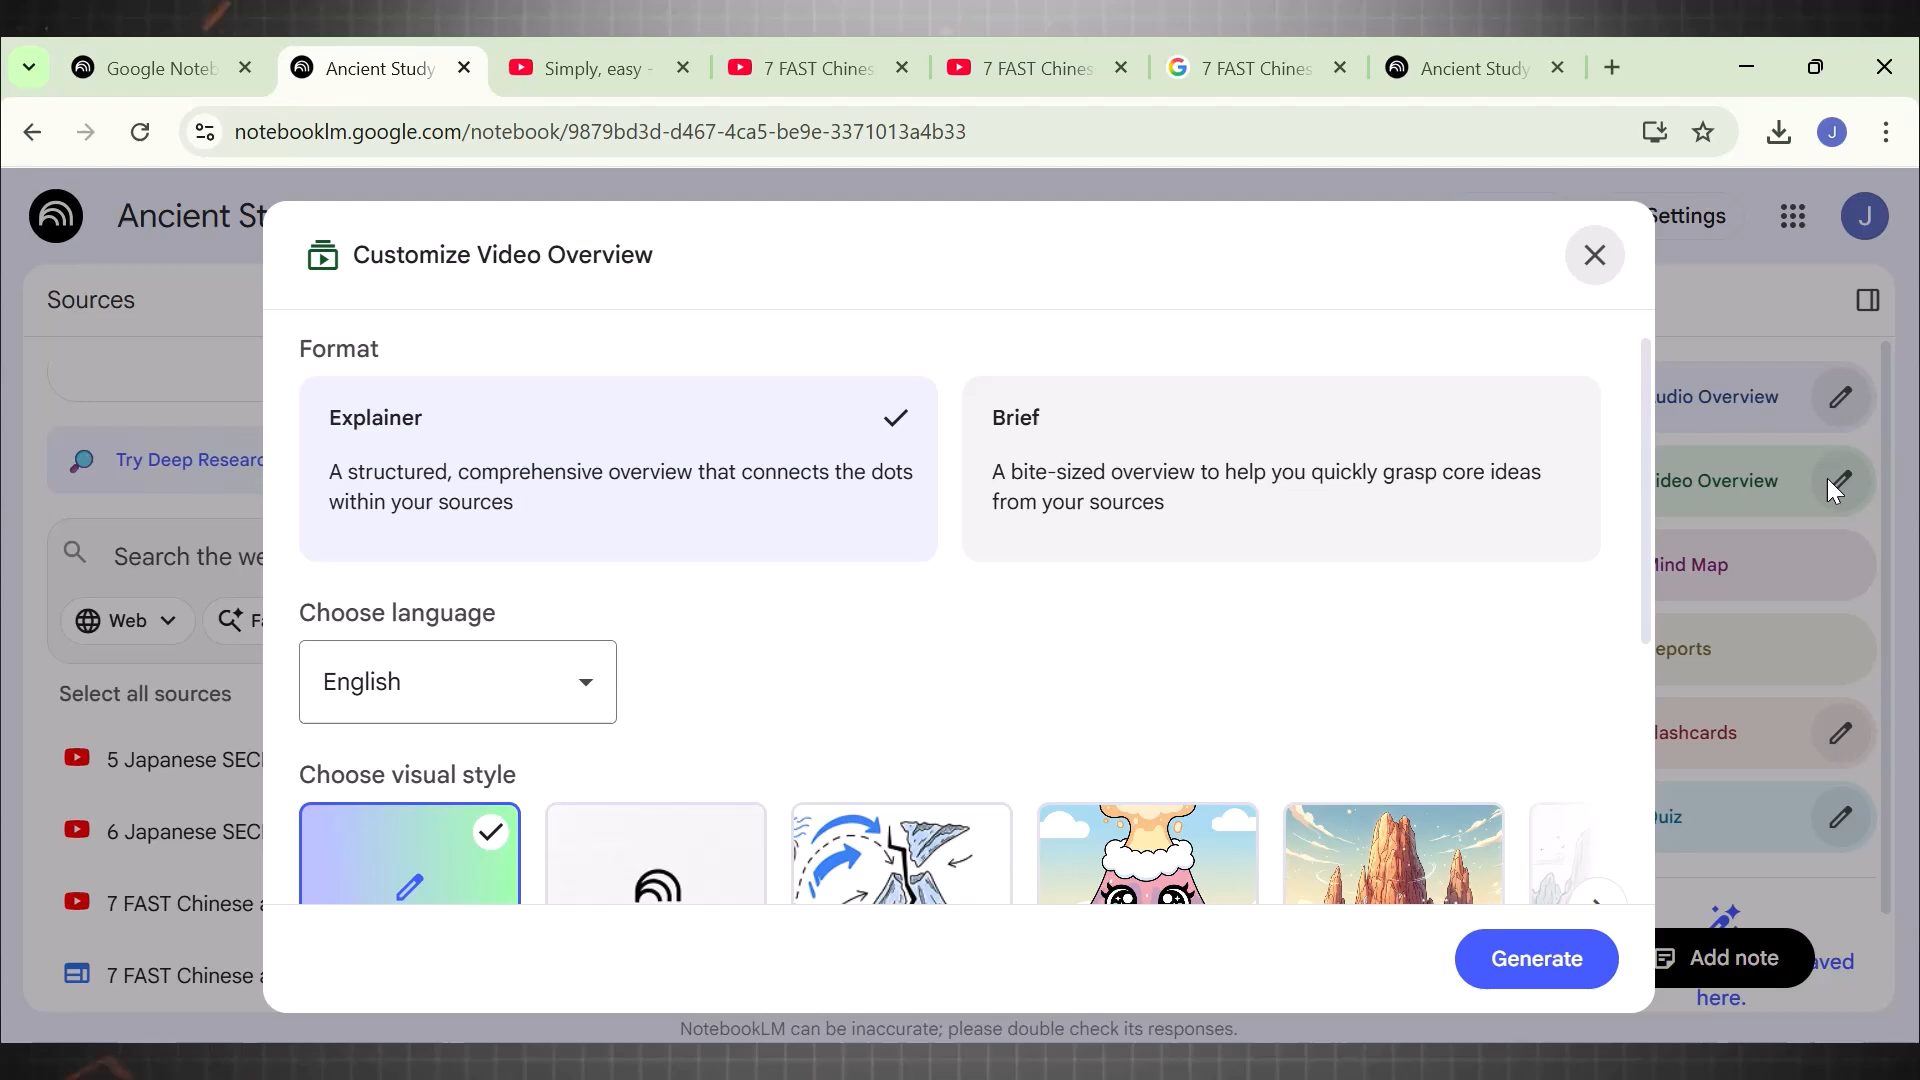 Google Noteb
Ancient Study
Simply, easy -
7 FAST Chines
7 FAST Chines
7 FAST Chines
Ancient Study
notebooklm.google.com/notebook/9879bd3d-d467-4ca5-be9e-3371013a4b33
J
Ancient St
Settings
J
Customize Video Overview
Sources
Format
Explainer
A structured, comprehensive overview that connects the dots
within your sources
Brief
A bite-sized overview to help you quickly grasp core ideas
from your sources
Try Deep Researc
udio Overview
ideo Overview
Search the we
Mind Map
Web
Fa
Choose language
English
eports
Select all sources
lashcards
5 Japanese SEC
Choose visual style
uiz
6 Japanese SEC
7 FAST Chinese a
Generate
Add note
aved
here.
7 FAST Chinese a
NotebookLM can be inaccurate; please double check its responses.